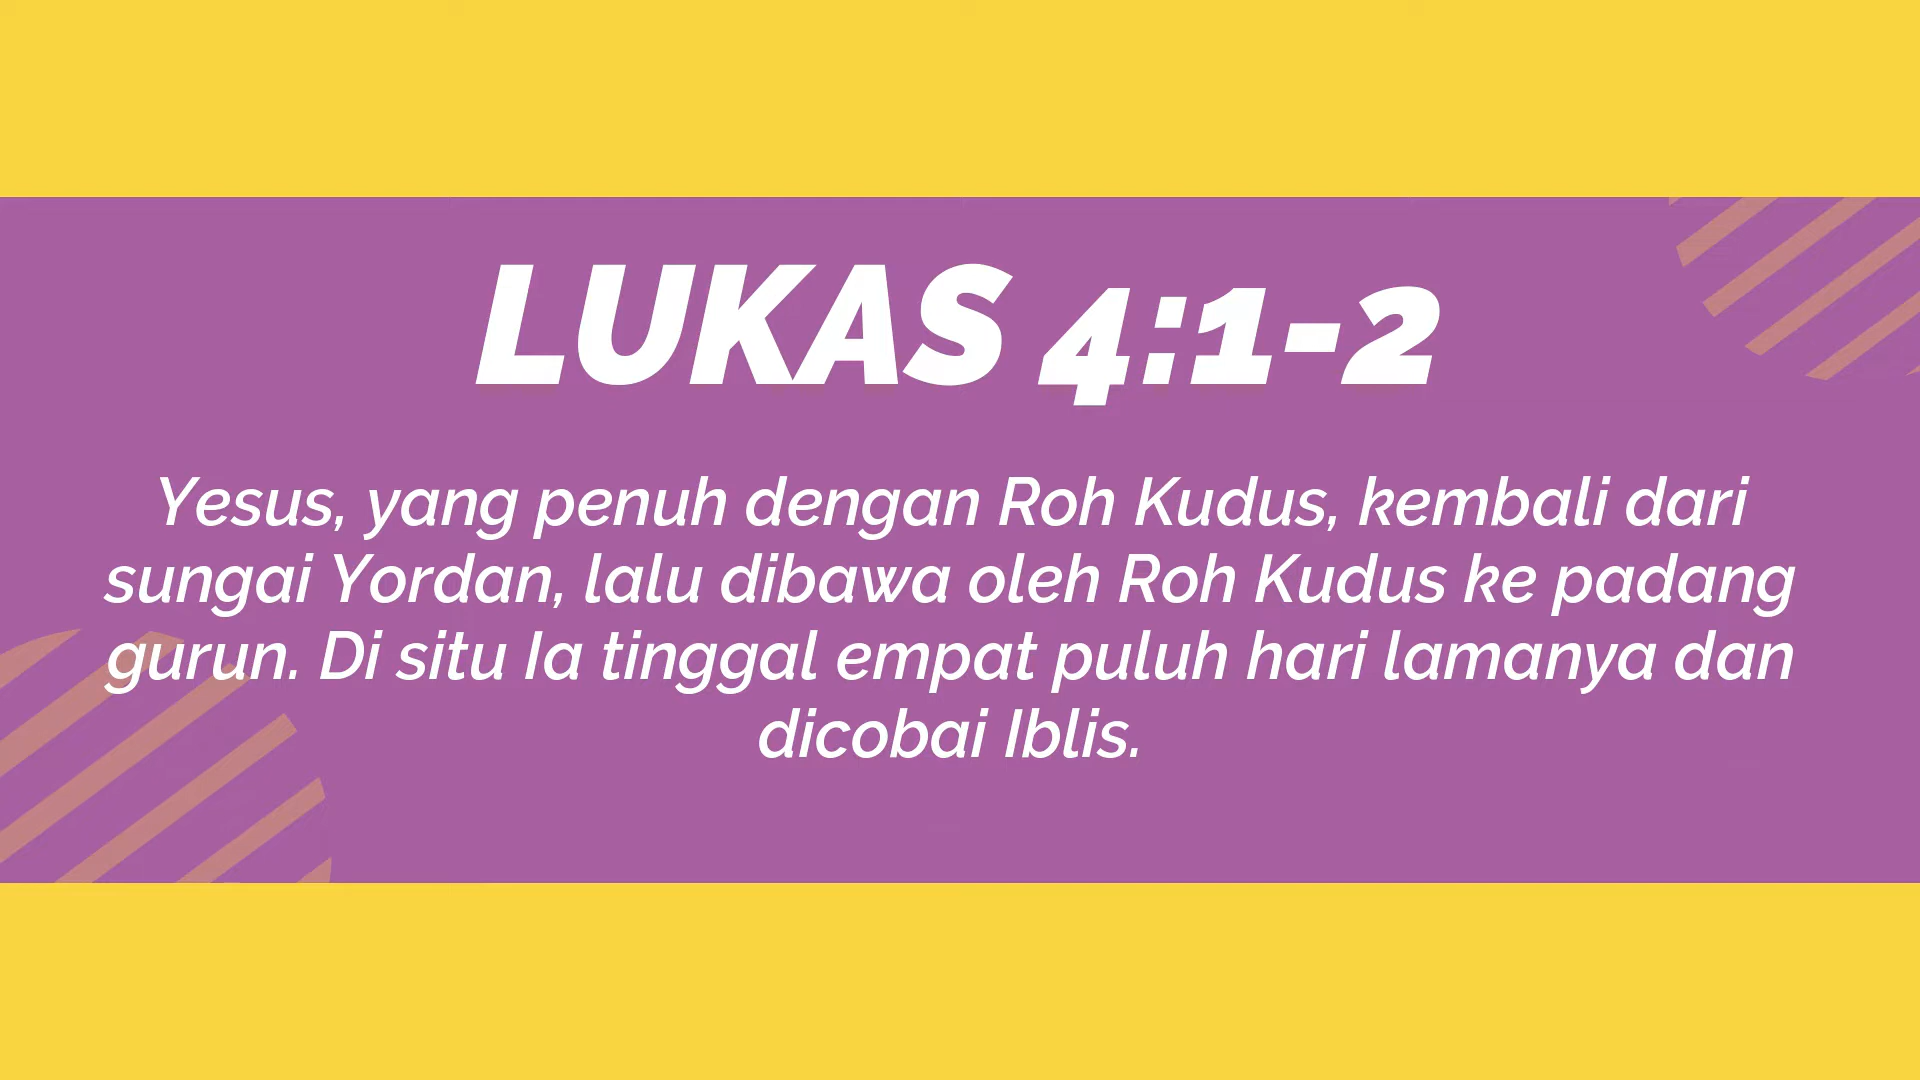 LUKAS 4:1-2
Yesus, yang penuh dengan Roh Kudus, kembali dari
sungai Yordan, lalu dibawa oleh Roh Kudus ke padang
gurun. Di situ Ia tinggal empat puluh hari lamanya dan
dicobai Iblis.